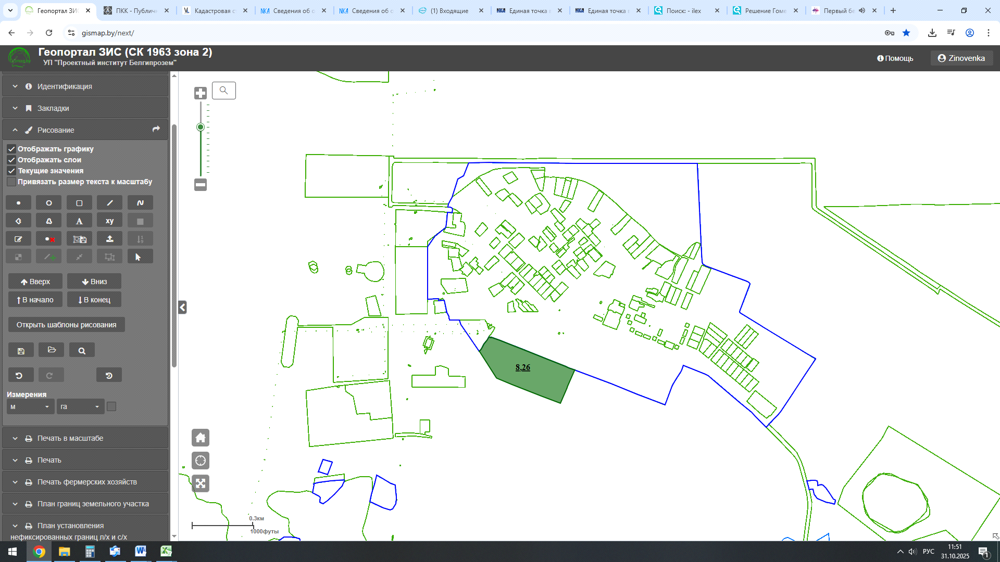 Геопортал ЗИС
ПКК - Публичн
Кадастровая с
Сведения об о
Сведения об о
(1) Входящие
Единая точка в
Единая точка в
Поиск: - ilex
Решение Гоме
Первый бе
gismap.by/next/
Геопортал ЗИС (СК 1963 зона 2)
УП "Проектный институт Белгипрозем"
Помощь
Zinovenka
Идентификация
Закладки
Рисование
Отображать графику
Отображать слои
Текущие значения
Привязать размер текста к масштабу
A
xy
Вверх
Вниз
В начало
В конец
Открыть шаблоны рисования
Измерения
м
га
Печать в масштабе
Печать
Печать фермерских хозяйств
План границ земельного участка
План установления
нефиксированных границ л/х и с/х
8,26
0.3км
1000футы
РУС
11:51
31.10.2025
1